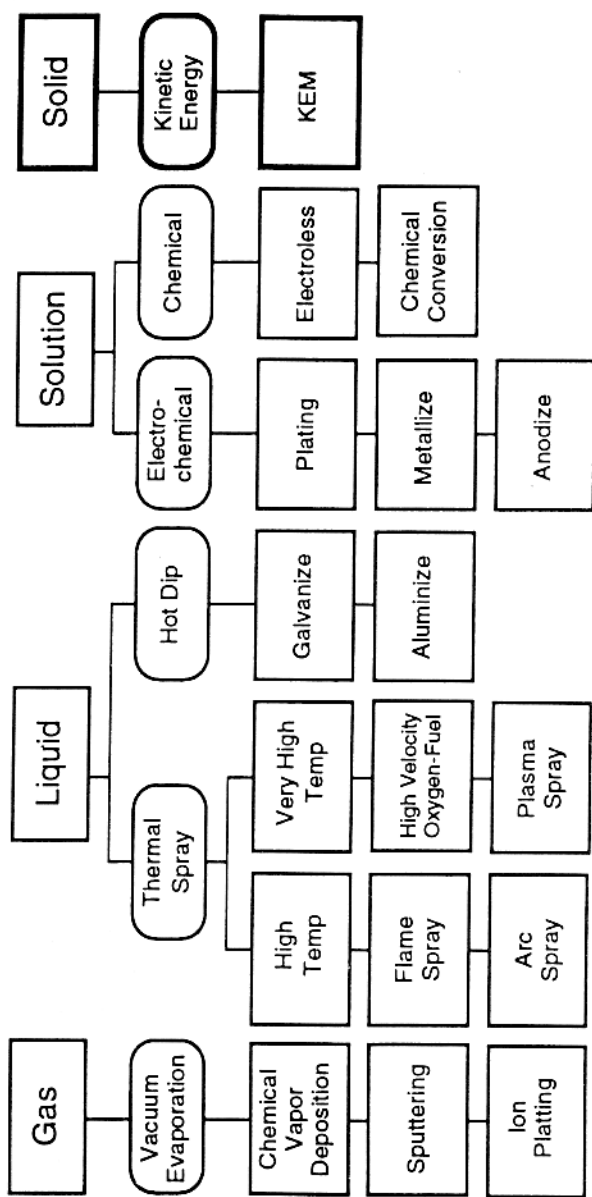 Gas
Vacuum
Evaporation
Chemical
Vapor
Deposition
Sputtering
Ion
Platting
Liquid
Thermal
Spray
High
Temp
Flame
Spray
Arc
Spray
Very High
Temp
High Velocity
Oxygen-Fuel
Plasma
Spray
Hot Dip
Galvanize
Aluminize
Solution
Electro-
chemical
Plating
Metallize
Anodize
Chemical
Electroless
Chemical
Conversion
Solid
Kinetic
Energy
KEM